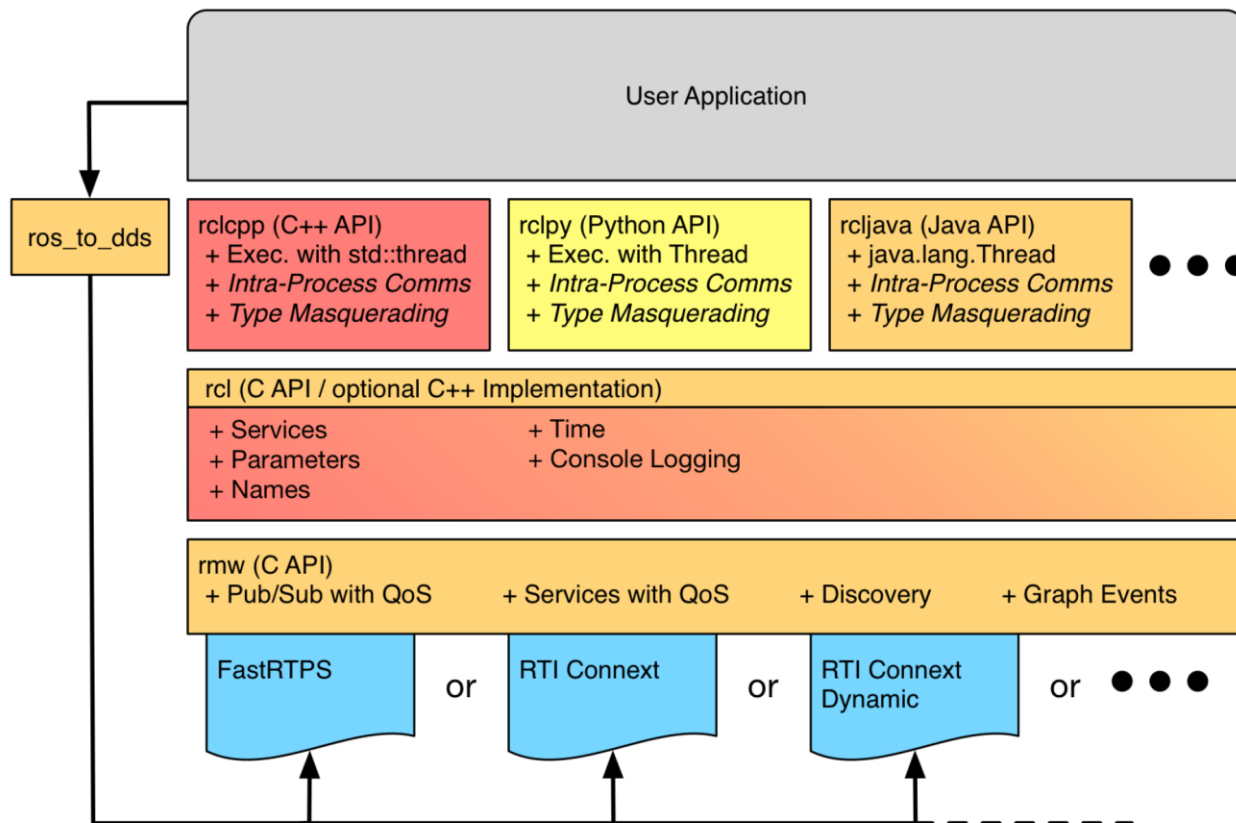 User Application
ros_to_dds
rclcpp (C++ API)
+ Exec. with std::thread
+ Intra-Process Comms
+ Type Masquerading
rclpy (Python API)
+ Exec. with Thread
+ Intra-Process Comms
+ Type Masquerading
rcljava (Java API)
+ java.lang.Thread
+ Intra-Process Comms
+ Type Masquerading
rcl (C API / optional C++ Implementation)
+ Services
+ Parameters
+ Names
+ Time
+ Console Logging
rmw (C API)
+ Pub/Sub with QoS
+ Services with QoS
+ Discovery
+ Graph Events
FastRTPS
or
RTI Connext
or
RTI Connext
Dynamic
or